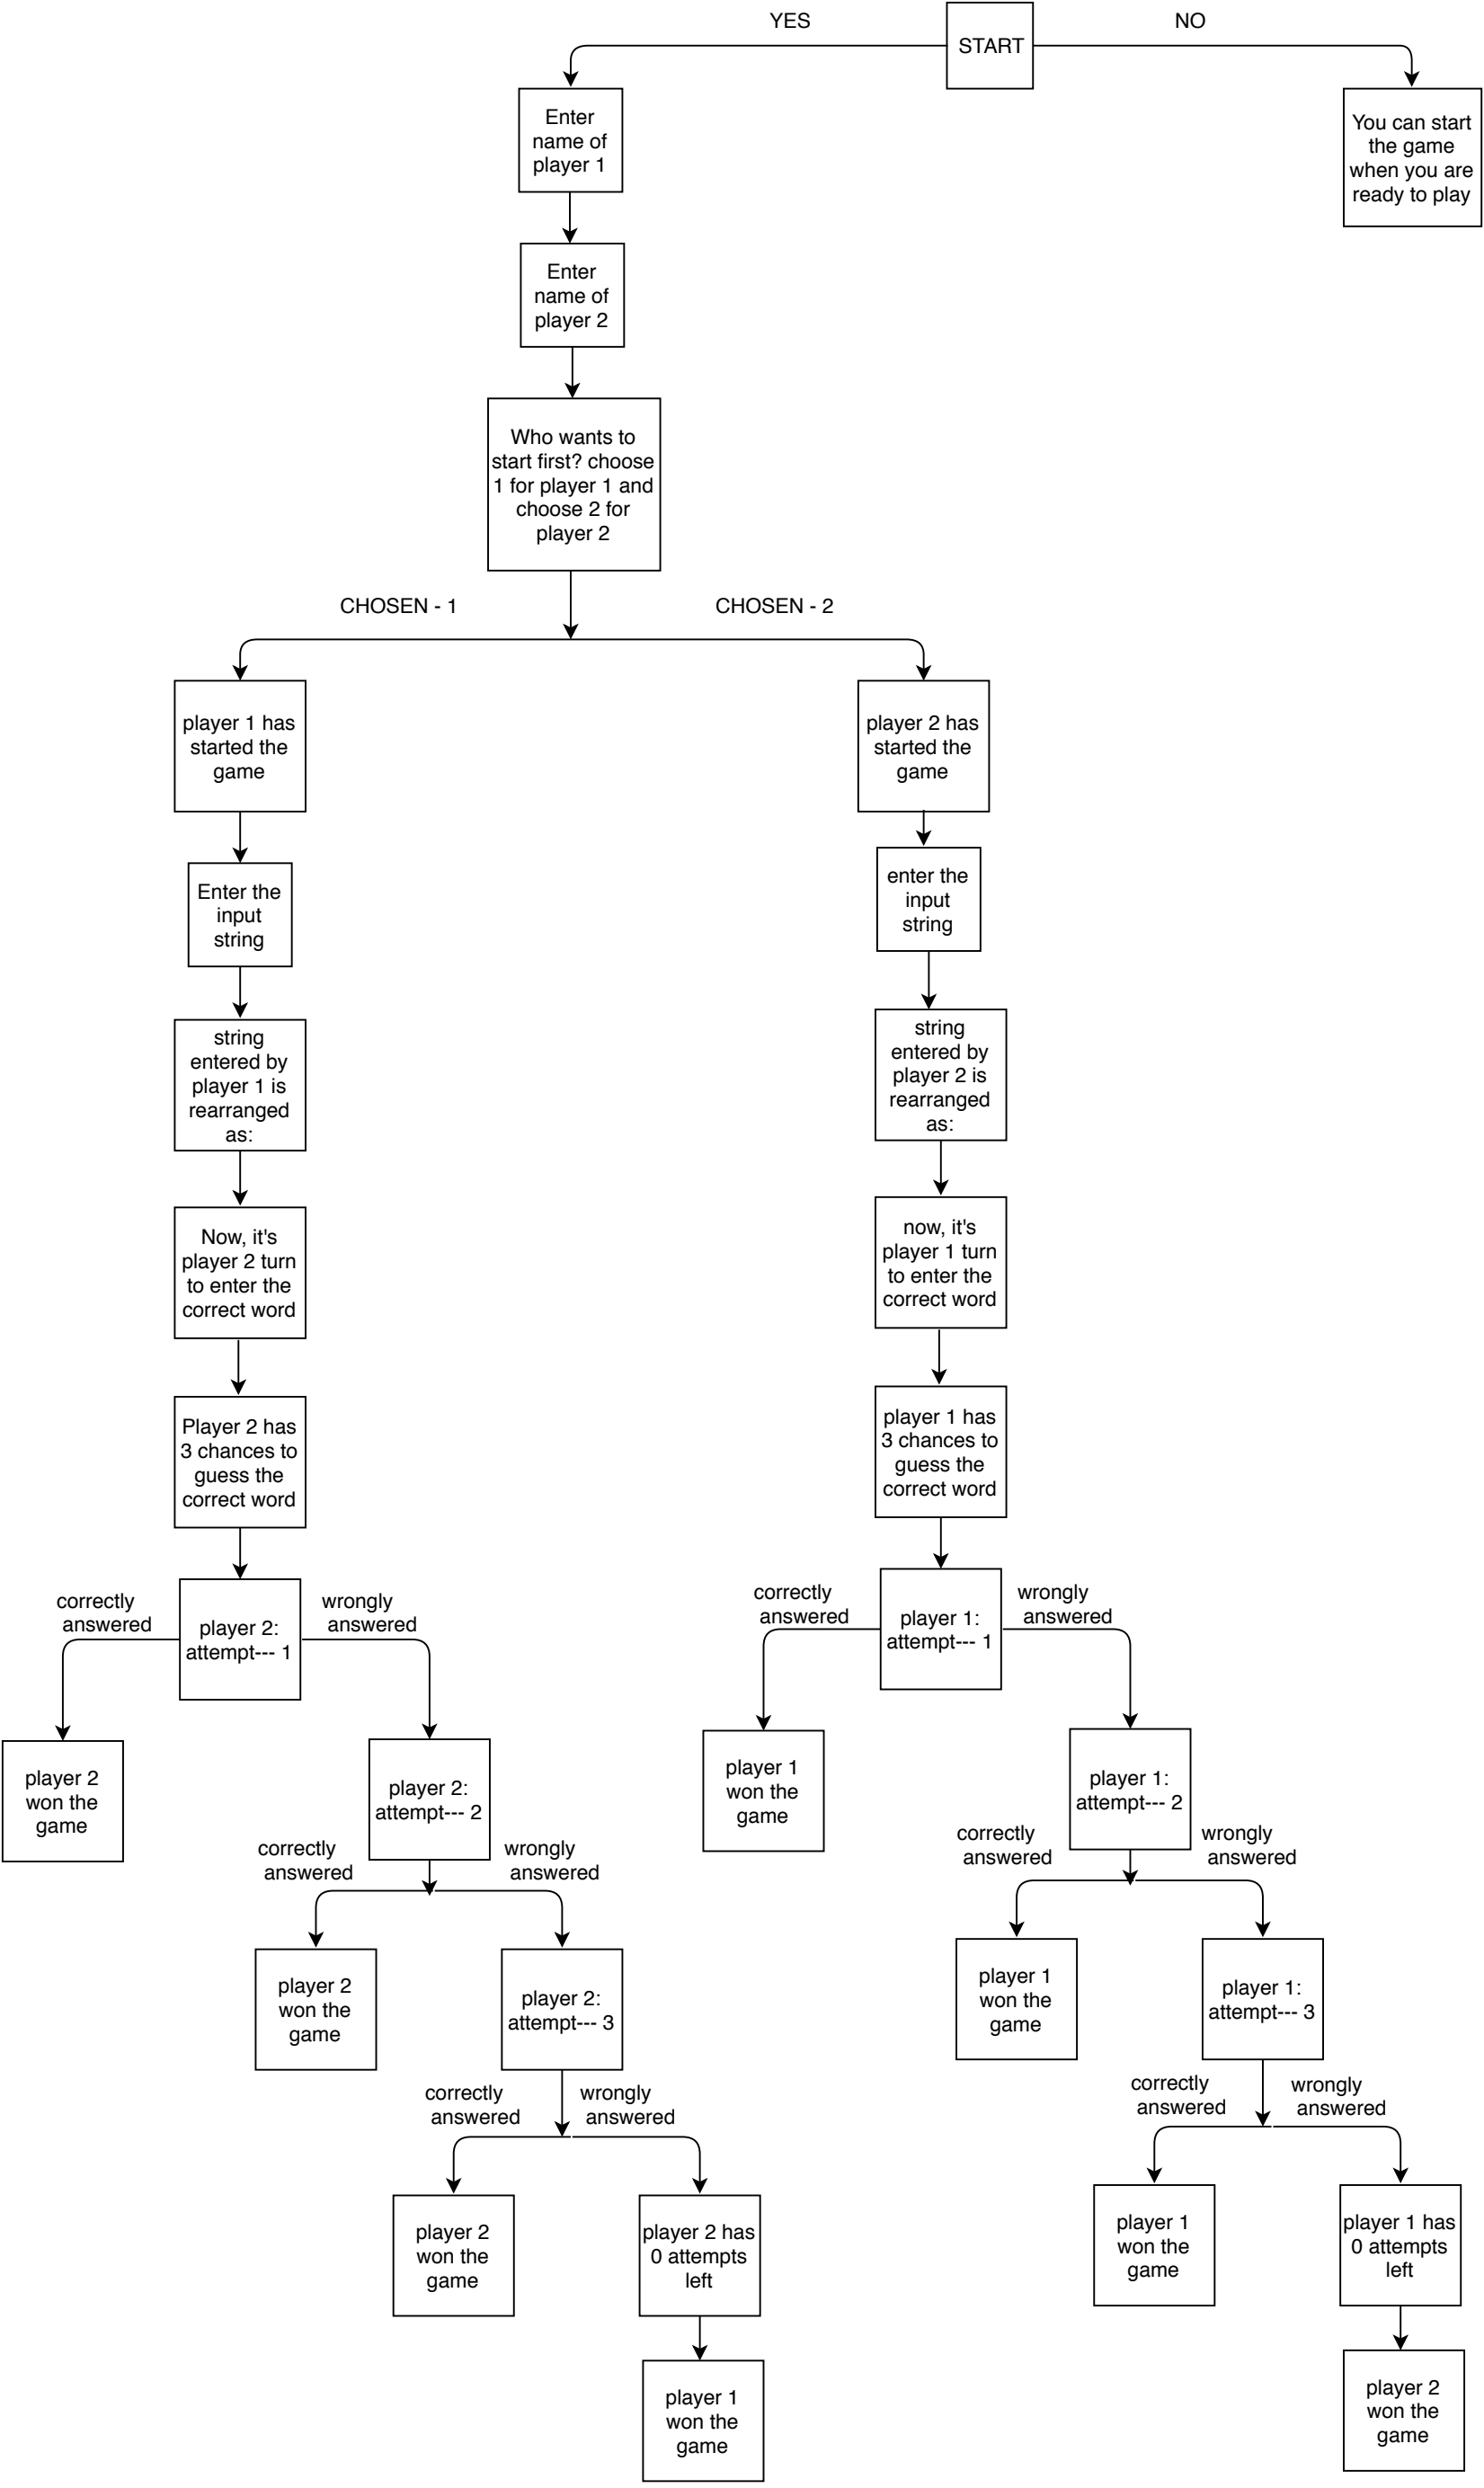 YES
START
NO
Enter
name of
player 1
You can start
the game
when you are
ready to play
Enter
name of
player 2
Who wants to
start first? choose
1 for player 1 and
choose 2 for
player 2
CHOSEN - 1
CHOSEN - 2
player 1 has
started the
game
player 2 has
started the
game
Enter the
input
string
enter the
input
string
string
entered by
player 1 is
rearranged
as:
string
entered by
player 2 is
rearranged
as:
Now, it's
player 2 turn
to enter the
correct word
now, it's
player 1 turn
to enter the
correct word
Player 2 has
3 chances to
guess the
correct word
player 1 has
3 chances to
guess the
correct word
correctly
answered
player 2:
attempt--- 1
wrongly
answered
correctly
answered
player 1:
attempt--- 1
wrongly
answered
player 2
won the
game
player 2:
attempt--- 2
player 1
won the
game
player 1:
attempt--- 2
correctly
answered
wrongly
answered
correctly
answered
wrongly
answered
player 2
won the
game
player 2:
attempt--- 3
player 1
won the
game
player 1:
attempt--- 3
correctly
answered
wrongly
answered
correctly
answered
wrongly
answered
player 2
won the
game
player 2 has
0 attempts
left
player 1
won the
game
player 1 has
0 attempts
left
player 1
won the
game
player 2
won the
game